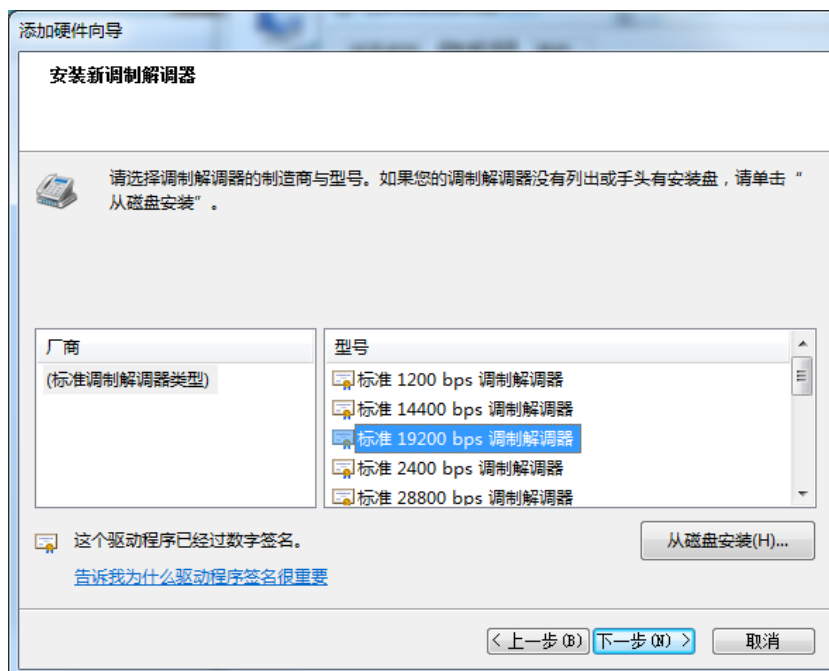 添加硬件向导
安装新调制解调器
请选择调制解调器的制造商与型号。如果您的调制解调器没有列出或手头有安装盘，请单击“
从磁盘安装”。
厂商
型号
(标准调制解调器类型)
标准 1200 bps 调制解调器
标准 14400 bps 调制解调器
标准 19200 bps 调制解调器
标准 2400 bps 调制解调器
标准 28800 bps 调制解调器
这个驱动程序已经过数字签名。
从磁盘安装(H)...
告诉我为什么驱动程序签名很重要
< 上一步(B)
下一步(N) >
取消